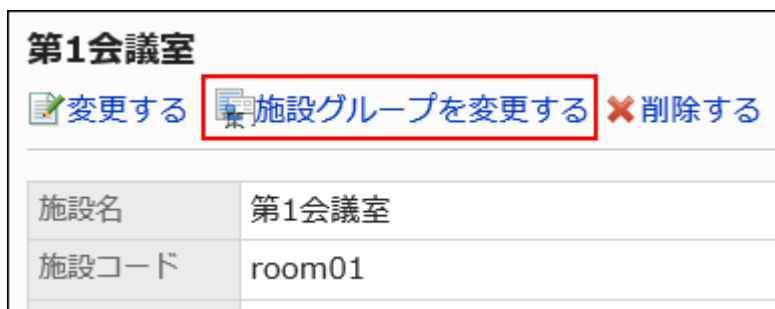 第1会議室
変更する 施設グループを変更する 削除する
施設名 第1会議室
施設コード room01